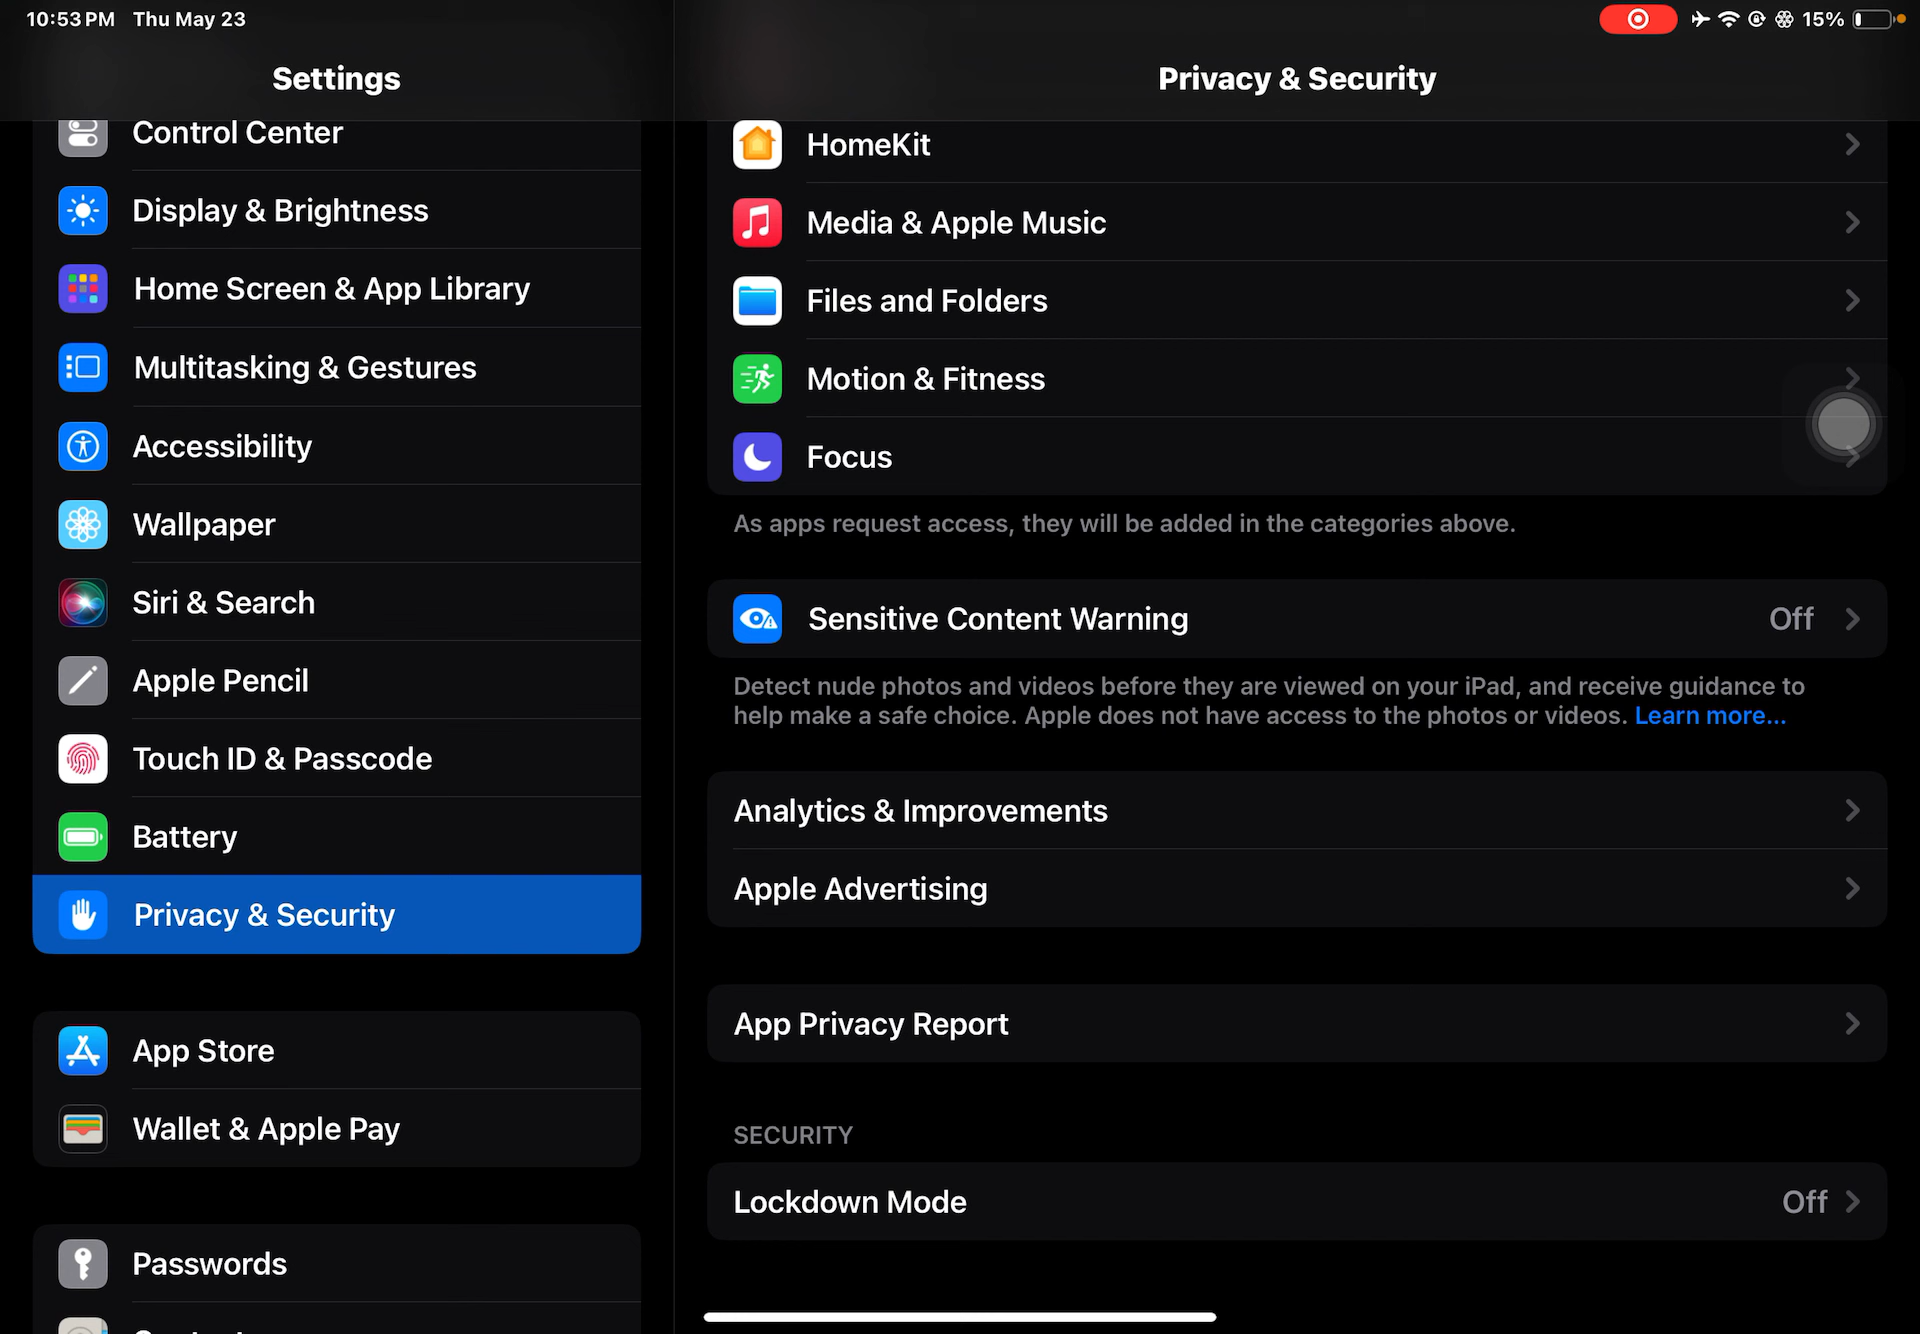 10:53 PM Thu May 23
15%
Settings
Control Center
Display & Brightness
Home Screen & App Library
Multitasking & Gestures
Accessibility
Wallpaper
Siri & Search
Apple Pencil
Touch ID & Passcode
Battery
Privacy & Security
App Store
Wallet & Apple Pay
Passwords
Privacy & Security
HomeKit
Media & Apple Music
Files and Folders
Motion & Fitness
Focus
As apps request access, they will be added in the categories above.
Sensitive Content Warning Off
Detect nude photos and videos before they are viewed on your iPad, and receive guidance to
help make a safe choice. Apple does not have access to the photos or videos. Learn more...
Analytics & Improvements
Apple Advertising
App Privacy Report
SECURITY
Lockdown Mode Off